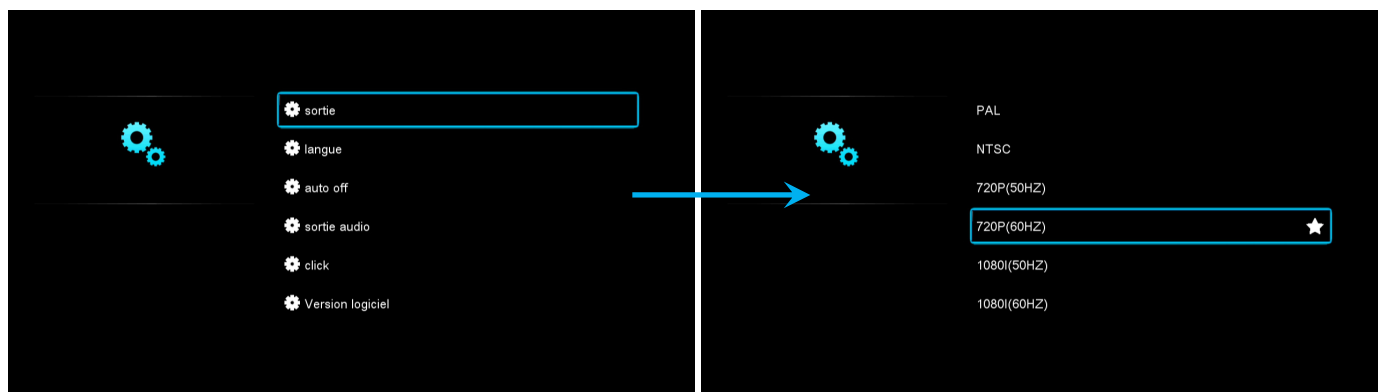 sortie
langue
auto off
sortie audio
click
Version logiciel
PAL
NTSC
720P(50HZ)
720P(60HZ)
1080I(50HZ)
1080I(60HZ)